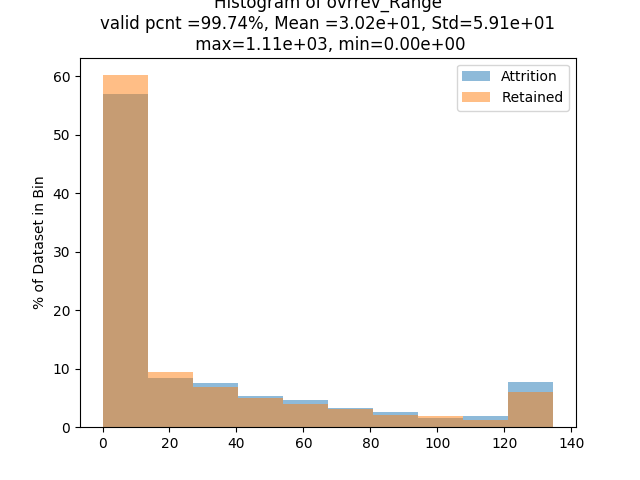 Histogram of ovrrev_Range
valid pcnt =99.74%, Mean =3.02e+01, Std=5.91e+01
max=1.11e+03, min=0.00e+00
Attrition
Retained
% of Dataset in Bin
60
50
40
30
20
10
0
0 20 40 60 80 100 120 140